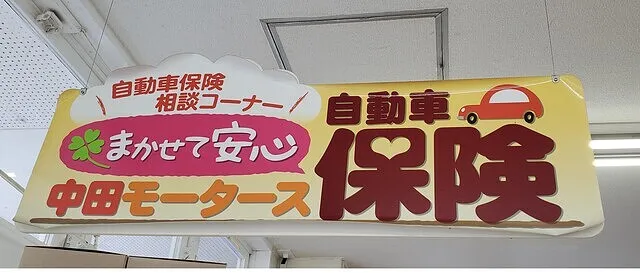 自動車保険
相談コーナー
まかせて安心
中田モータース
自動車
保険